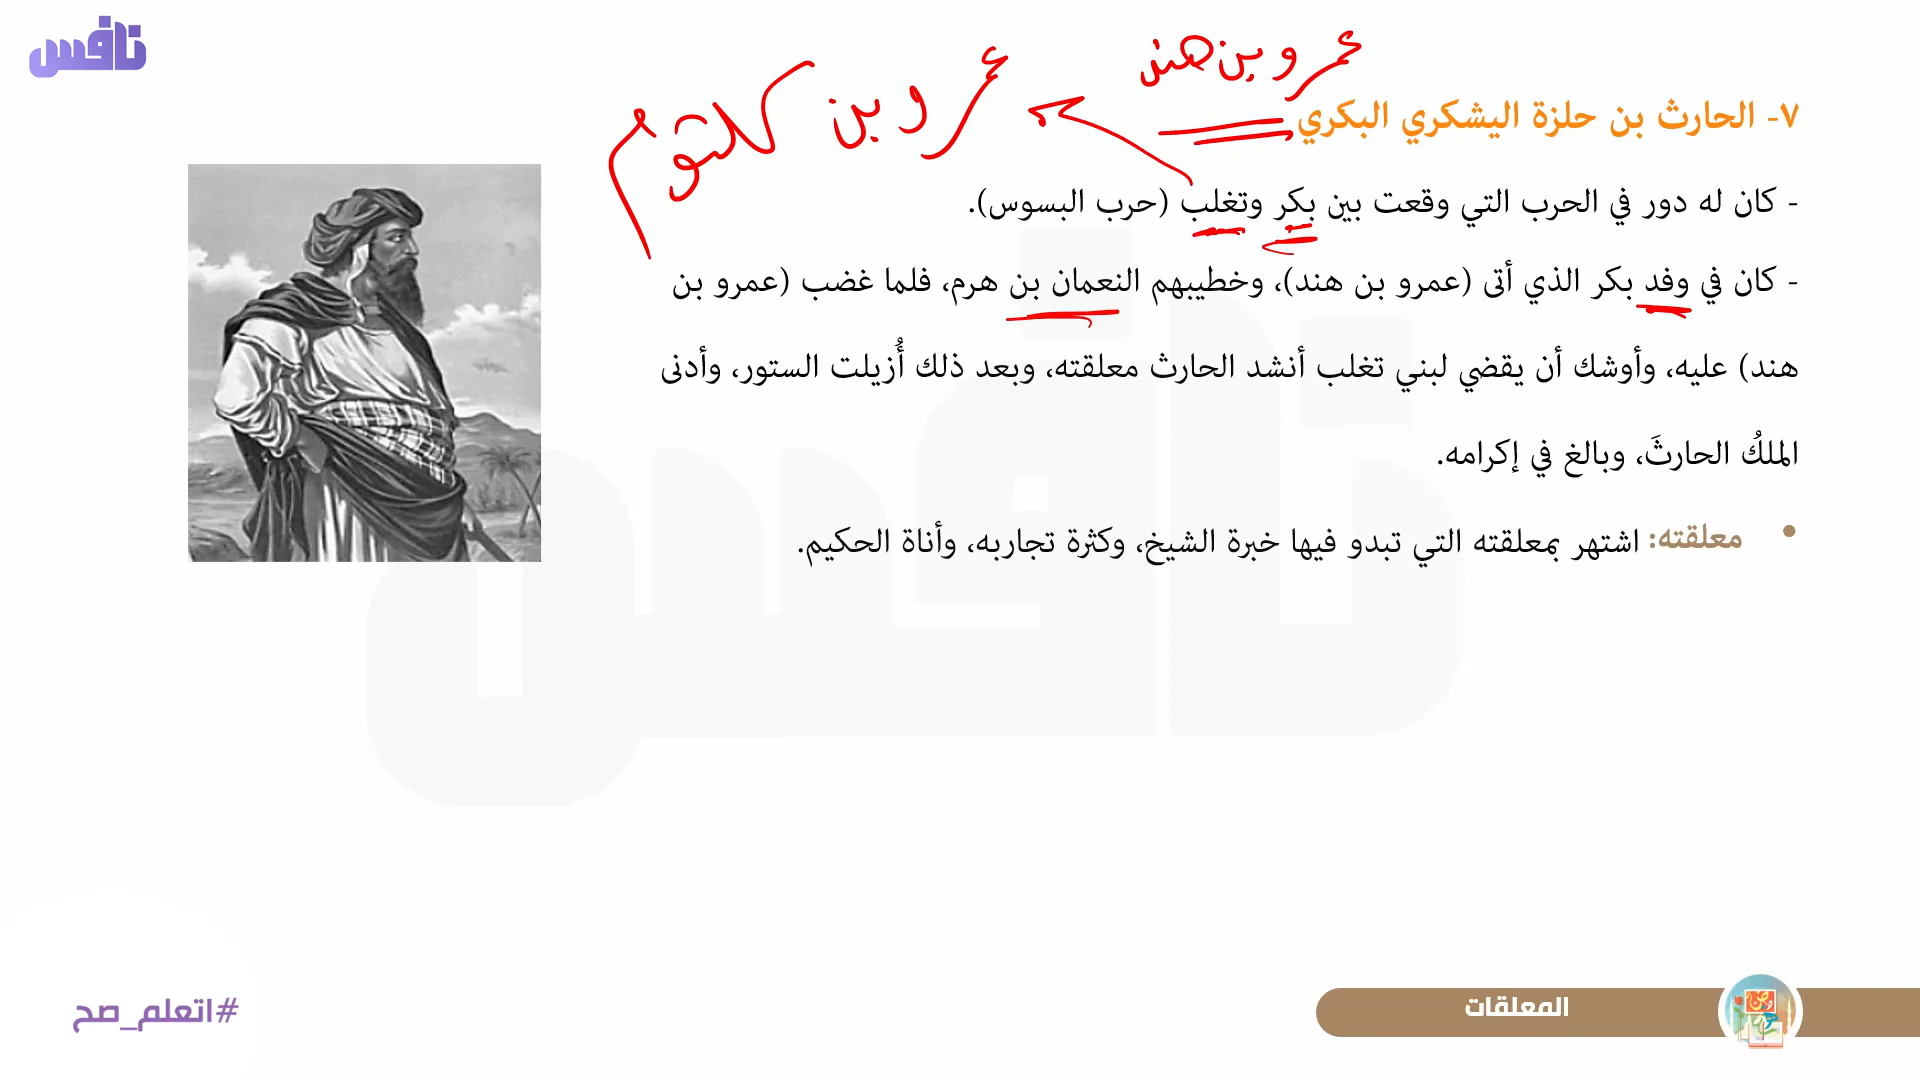 نافس
عمرو بن هند
عمرو بن كلثوم
٧- الحارث بن حلزة اليشكري البكري
- كان له دور في الحرب التي وقعت بين بكر وتغلب (حرب البسوس).
- كان في وفد بكر الذي أتى (عمرو بن هند)، وخطيبهم النعمان بن هرم، فلما غضب (عمرو بن
هند) عليه، وأوشك أن يقضي لبني تغلب أنشد الحارث معلقته، وبعد ذلك أُزيلت الستور، وأدنى
الملكُ الحارثَ، وبالغ في إكرامه.
• معلقته: اشتهر بمعلقته التي تبدو فيها خبرة الشيخ، وكثرة تجاربه، وأناة الحكيم.
المعلقات
#اتعلم_صح